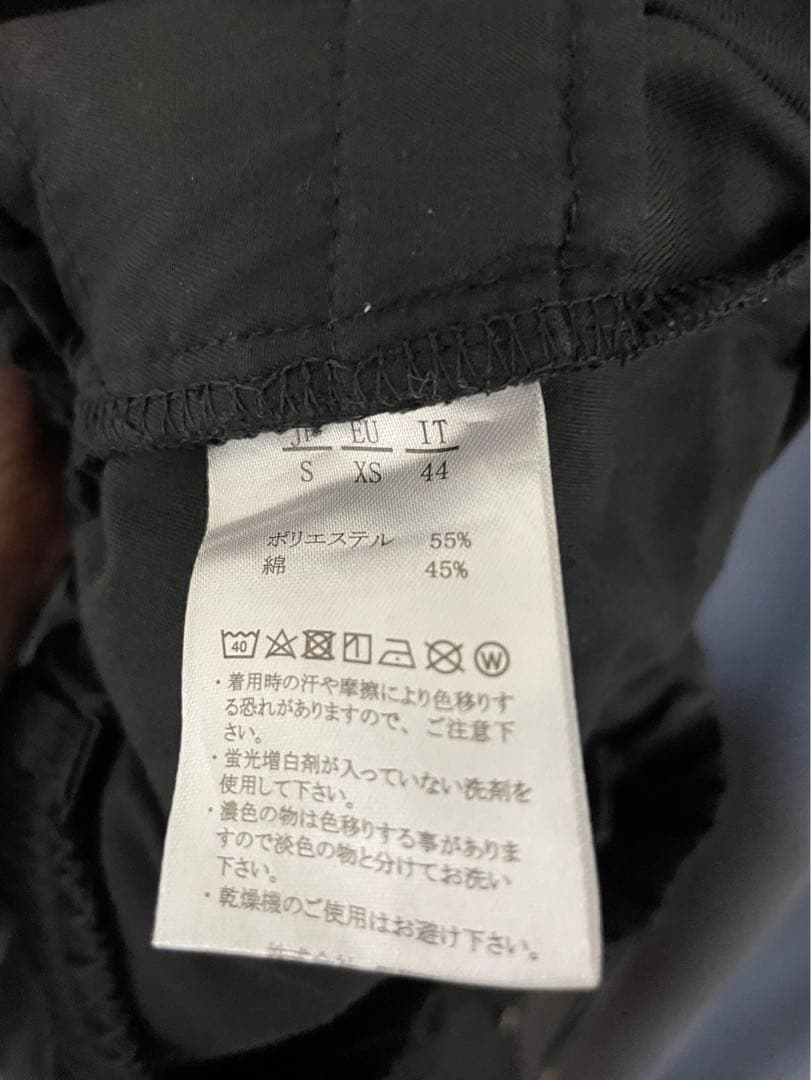 JP EU IT
S XS 44
ポリエステル 55%
綿 45%
40
W
・着用時の汗や摩擦により色移りす
る恐れがありますので、ご注意下
さい。
・蛍光増白剤が入っていない洗剤を
使用して下さい。
・濃色の物は色移りする事がありま
すので淡色の物と分けてお洗い
下さい。
・乾燥機のご使用はお避け下さい。
株式会社